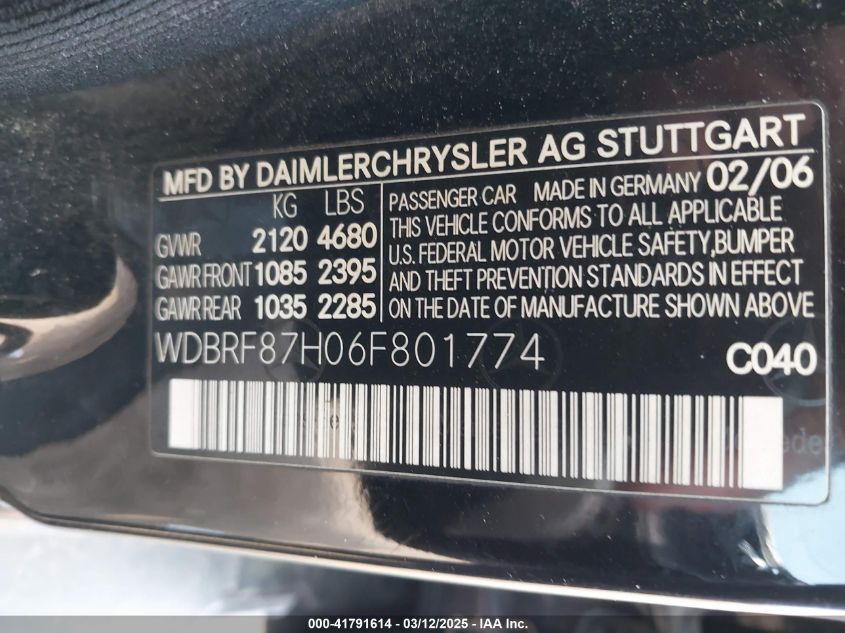 MFD BY DAIMLERCHRYSLER AG STUTTGART
KG LBS
GVWR 2120 4680
GAWR FRONT 1085 2395
GAWR REAR 1035 2285
PASSENGER CAR MADE IN GERMANY 02/06
THIS VEHICLE CONFORMS TO ALL APPLICABLE
U.S. FEDERAL MOTOR VEHICLE SAFETY,BUMPER
AND THEFT PREVENTION STANDARDS IN EFFECT
ON THE DATE OF MANUFACTURE SHOWN ABOVE
WDBRF87H06F801774
C040
000-41791614 - 03/12/2025 - IAA Inc.